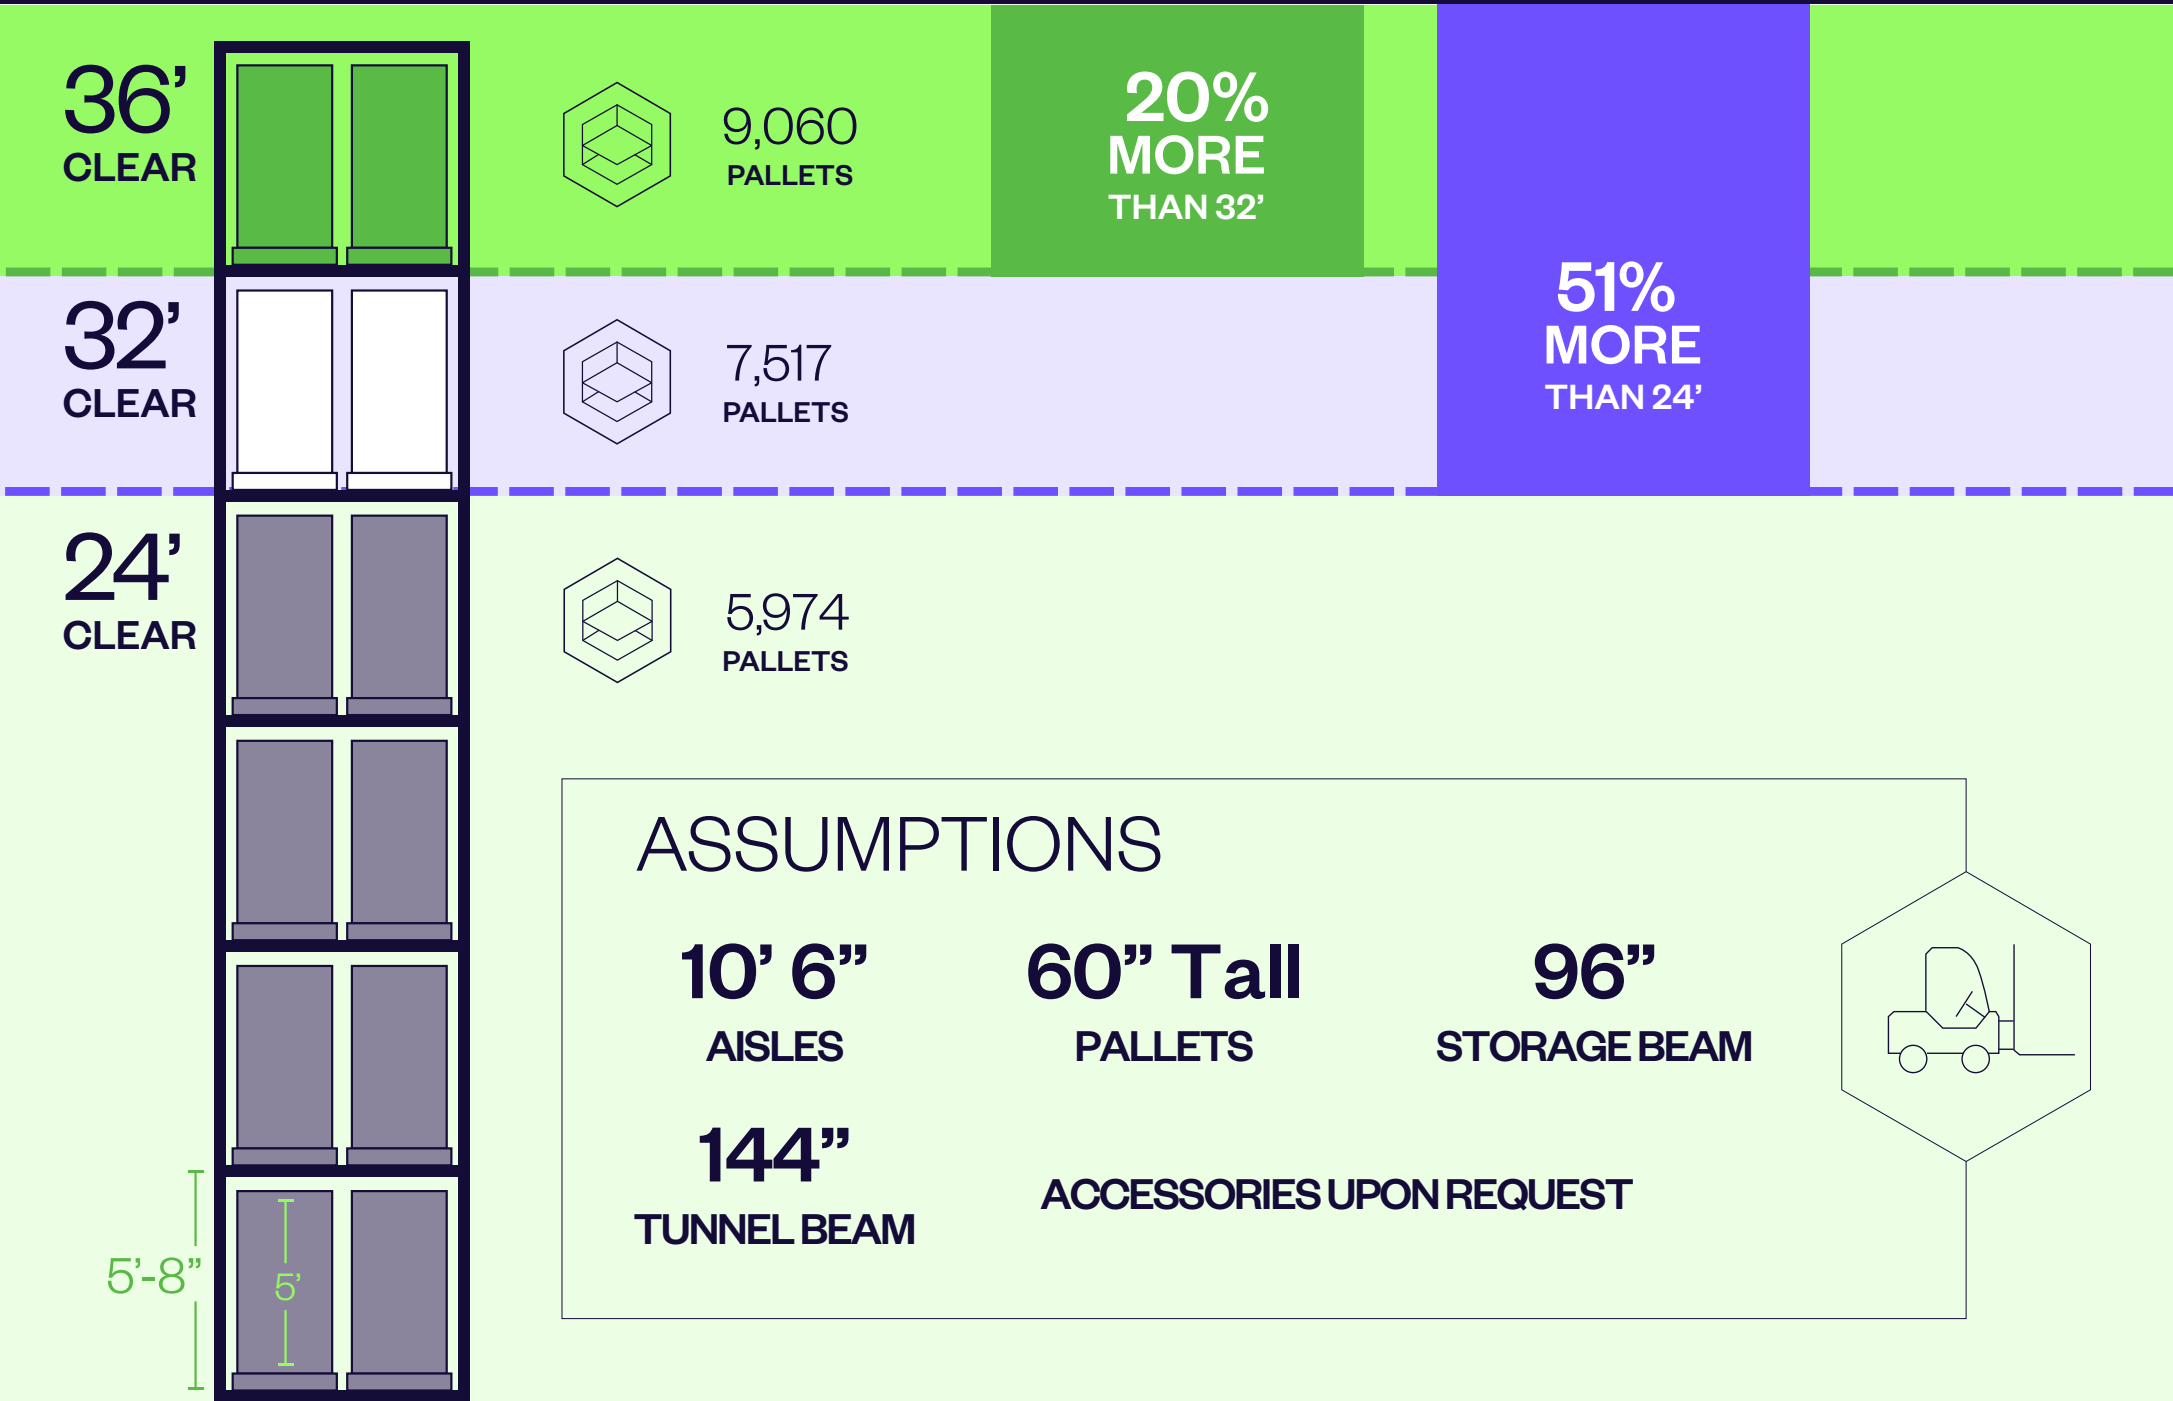 36’
CLEAR
9,060
PALLETS
20%
MORE
THAN 32’
32’
CLEAR
7,517
PALLETS
51%
MORE
THAN 24’
24’
CLEAR
5,974
PALLETS
ASSUMPTIONS
10’ 6”
AISLES
60” Tall
PALLETS
96”
STORAGE BEAM
144”
TUNNEL BEAM
ACCESSORIES UPON REQUEST
5’-8”
5’